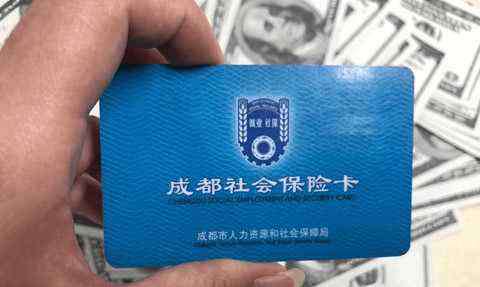 就业 社保
成都社会保险卡
CHENGDU SOCIAL EMPLOYMENT AND SECURITY CARD
成都市人力资源和社会保障局